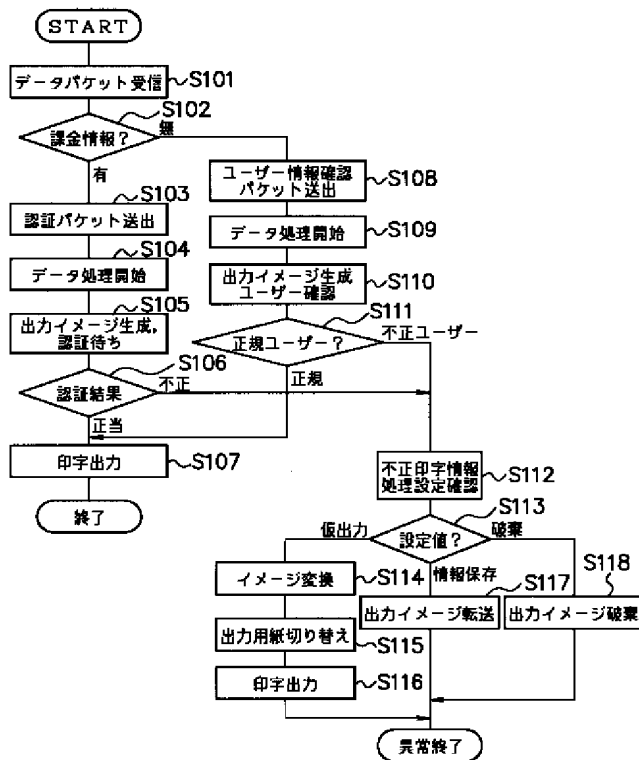 START
データパケット受信
S101
S102
課金情報？
無
有
S103
認証パケット送出
S104
データ処理開始
S105
出力イメージ生成，
認証待ち
S106
認証結果
不正
正当
印字出力
S107
終了
ユーザー情報確認
パケット送出
S108
データ処理開始
S109
出力イメージ生成
ユーザー確認
S110
S111
正規ユーザー？
不正ユーザー
正規
不正印字情報
処理設定確認
S112
S113
設定値？
仮出力
破棄
情報保存
イメージ変換
S114
出力用紙切り替え
S115
印字出力
S116
S117
出力イメージ転送
S118
出力イメージ破棄
異常終了